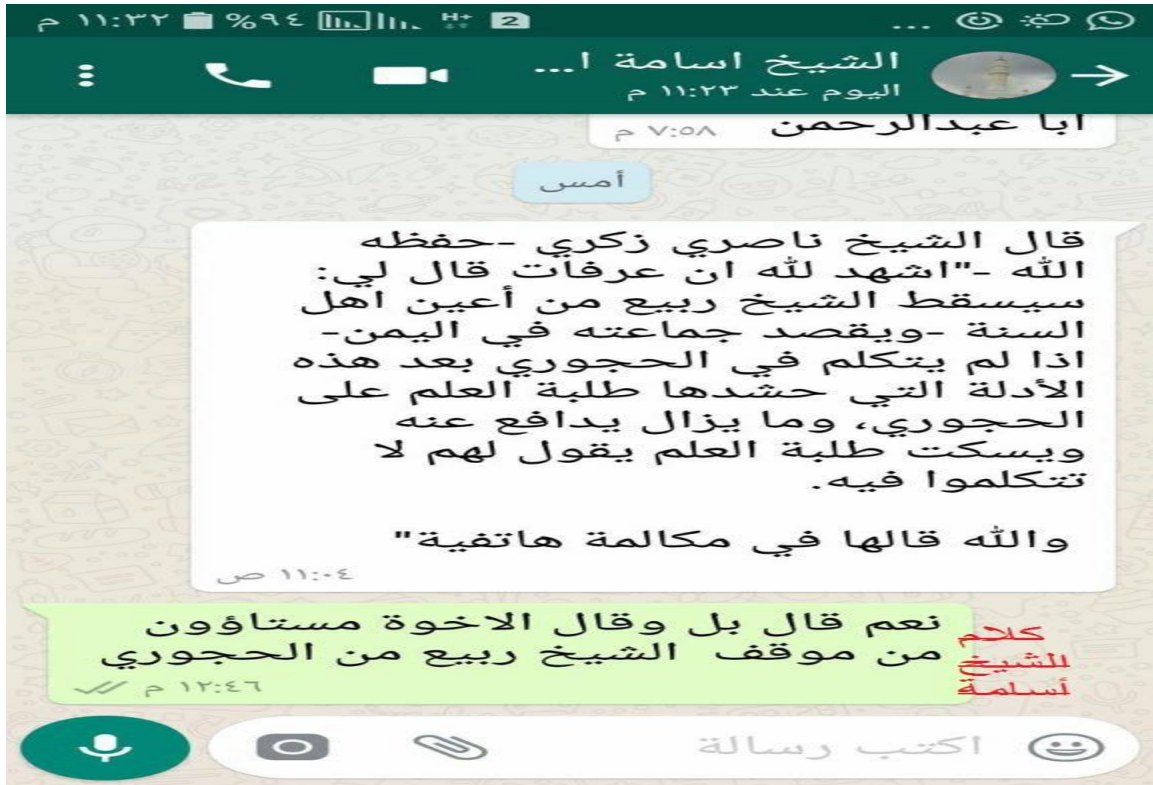 ١١:٣٢ م %٩٤ H+ 2 ...
الشيخ اسامة ا...
اليوم عند ١١:٢٣ م
ابا عبدالرحمن ٧:٥٨ م
أمس
قال الشيخ ناصري زكري -حفظه
الله -"اشهد لله ان عرفات قال لي:
سيسقط الشيخ ربيع من أعين اهل
السنة -ويقصد جماعته في اليمن-
اذا لم يتكلم في الحجوري بعد هذه
الأدلة التي حشدها طلبة العلم على
الحجوري، وما يزال يدافع عنه
ويسكت طلبة العلم يقول لهم لا
تتكلموا فيه.
والله قالها في مكالمة هاتفية"
١١:٠٤ ص
نعم قال بل وقال الاخوة مستاؤون
من موقف الشيخ ربيع من الحجوري
١٢:٤٦ م
كلام
الشيخ
أسامة
اكتب رسالة